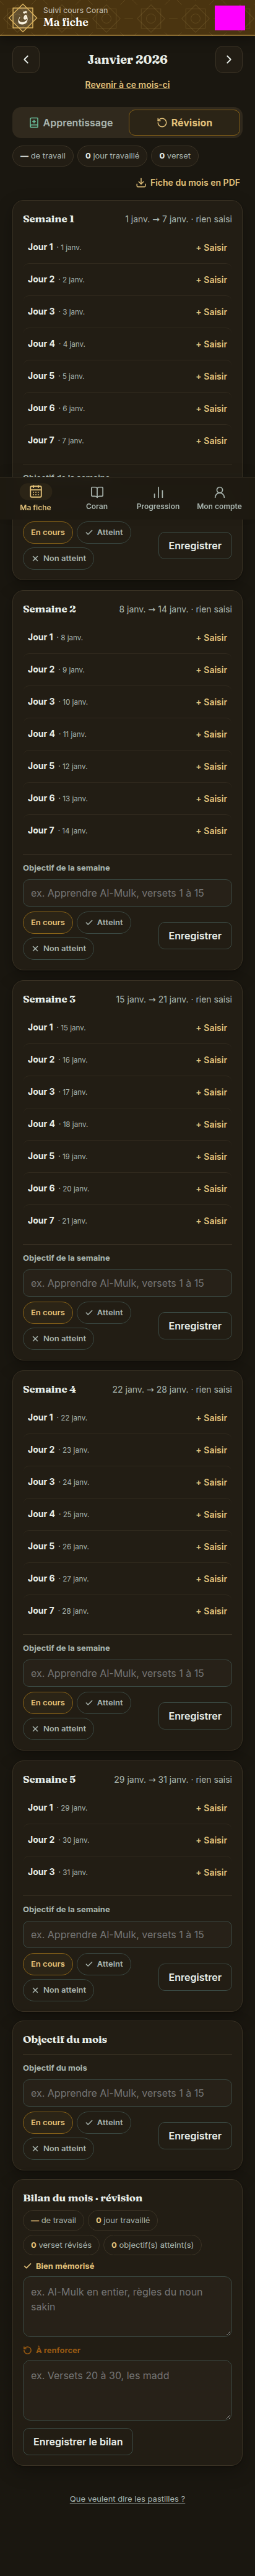 Suivi cours Coran
Ma fiche
Janvier 2026
Revenir à ce mois-ci
Apprentissage
Révision
— de travail
0 jour travaillé
0 verset
Fiche du mois en PDF
Semaine 1
1 janv. → 7 janv. · rien saisi
Jour 1 · 1 janv.
+ Saisir
Jour 2 · 2 janv.
+ Saisir
Jour 3 · 3 janv.
+ Saisir
Jour 4 · 4 janv.
+ Saisir
Jour 5 · 5 janv.
+ Saisir
Jour 6 · 6 janv.
+ Saisir
Jour 7 · 7 janv.
+ Saisir
Ma fiche
Coran
Progression
Mon compte
En cours
Atteint
Non atteint
Enregistrer
Semaine 2
8 janv. → 14 janv. · rien saisi
Jour 1 · 8 janv.
+ Saisir
Jour 2 · 9 janv.
+ Saisir
Jour 3 · 10 janv.
+ Saisir
Jour 4 · 11 janv.
+ Saisir
Jour 5 · 12 janv.
+ Saisir
Jour 6 · 13 janv.
+ Saisir
Jour 7 · 14 janv.
+ Saisir
Objectif de la semaine
ex. Apprendre Al-Mulk, versets 1 à 15
En cours
Atteint
Non atteint
Enregistrer
Semaine 3
15 janv. → 21 janv. · rien saisi
Jour 1 · 15 janv.
+ Saisir
Jour 2 · 16 janv.
+ Saisir
Jour 3 · 17 janv.
+ Saisir
Jour 4 · 18 janv.
+ Saisir
Jour 5 · 19 janv.
+ Saisir
Jour 6 · 20 janv.
+ Saisir
Jour 7 · 21 janv.
+ Saisir
Objectif de la semaine
ex. Apprendre Al-Mulk, versets 1 à 15
En cours
Atteint
Non atteint
Enregistrer
Semaine 4
22 janv. → 28 janv. · rien saisi
Jour 1 · 22 janv.
+ Saisir
Jour 2 · 23 janv.
+ Saisir
Jour 3 · 24 janv.
+ Saisir
Jour 4 · 25 janv.
+ Saisir
Jour 5 · 26 janv.
+ Saisir
Jour 6 · 27 janv.
+ Saisir
Jour 7 · 28 janv.
+ Saisir
Objectif de la semaine
ex. Apprendre Al-Mulk, versets 1 à 15
En cours
Atteint
Non atteint
Enregistrer
Semaine 5
29 janv. → 31 janv. · rien saisi
Jour 1 · 29 janv.
+ Saisir
Jour 2 · 30 janv.
+ Saisir
Jour 3 · 31 janv.
+ Saisir
Objectif de la semaine
ex. Apprendre Al-Mulk, versets 1 à 15
En cours
Atteint
Non atteint
Enregistrer
Objectif du mois
Objectif du mois
ex. Apprendre Al-Mulk, versets 1 à 15
En cours
Atteint
Non atteint
Enregistrer
Bilan du mois · révision
— de travail
0 jour travaillé
0 verset révisés
0 objectif(s) atteint(s)
Bien mémorisé
ex. Al-Mulk en entier, règles du noun
sakin
À renforcer
ex. Versets 20 à 30, les madd
Enregistrer le bilan
Que veulent dire les pastilles ?